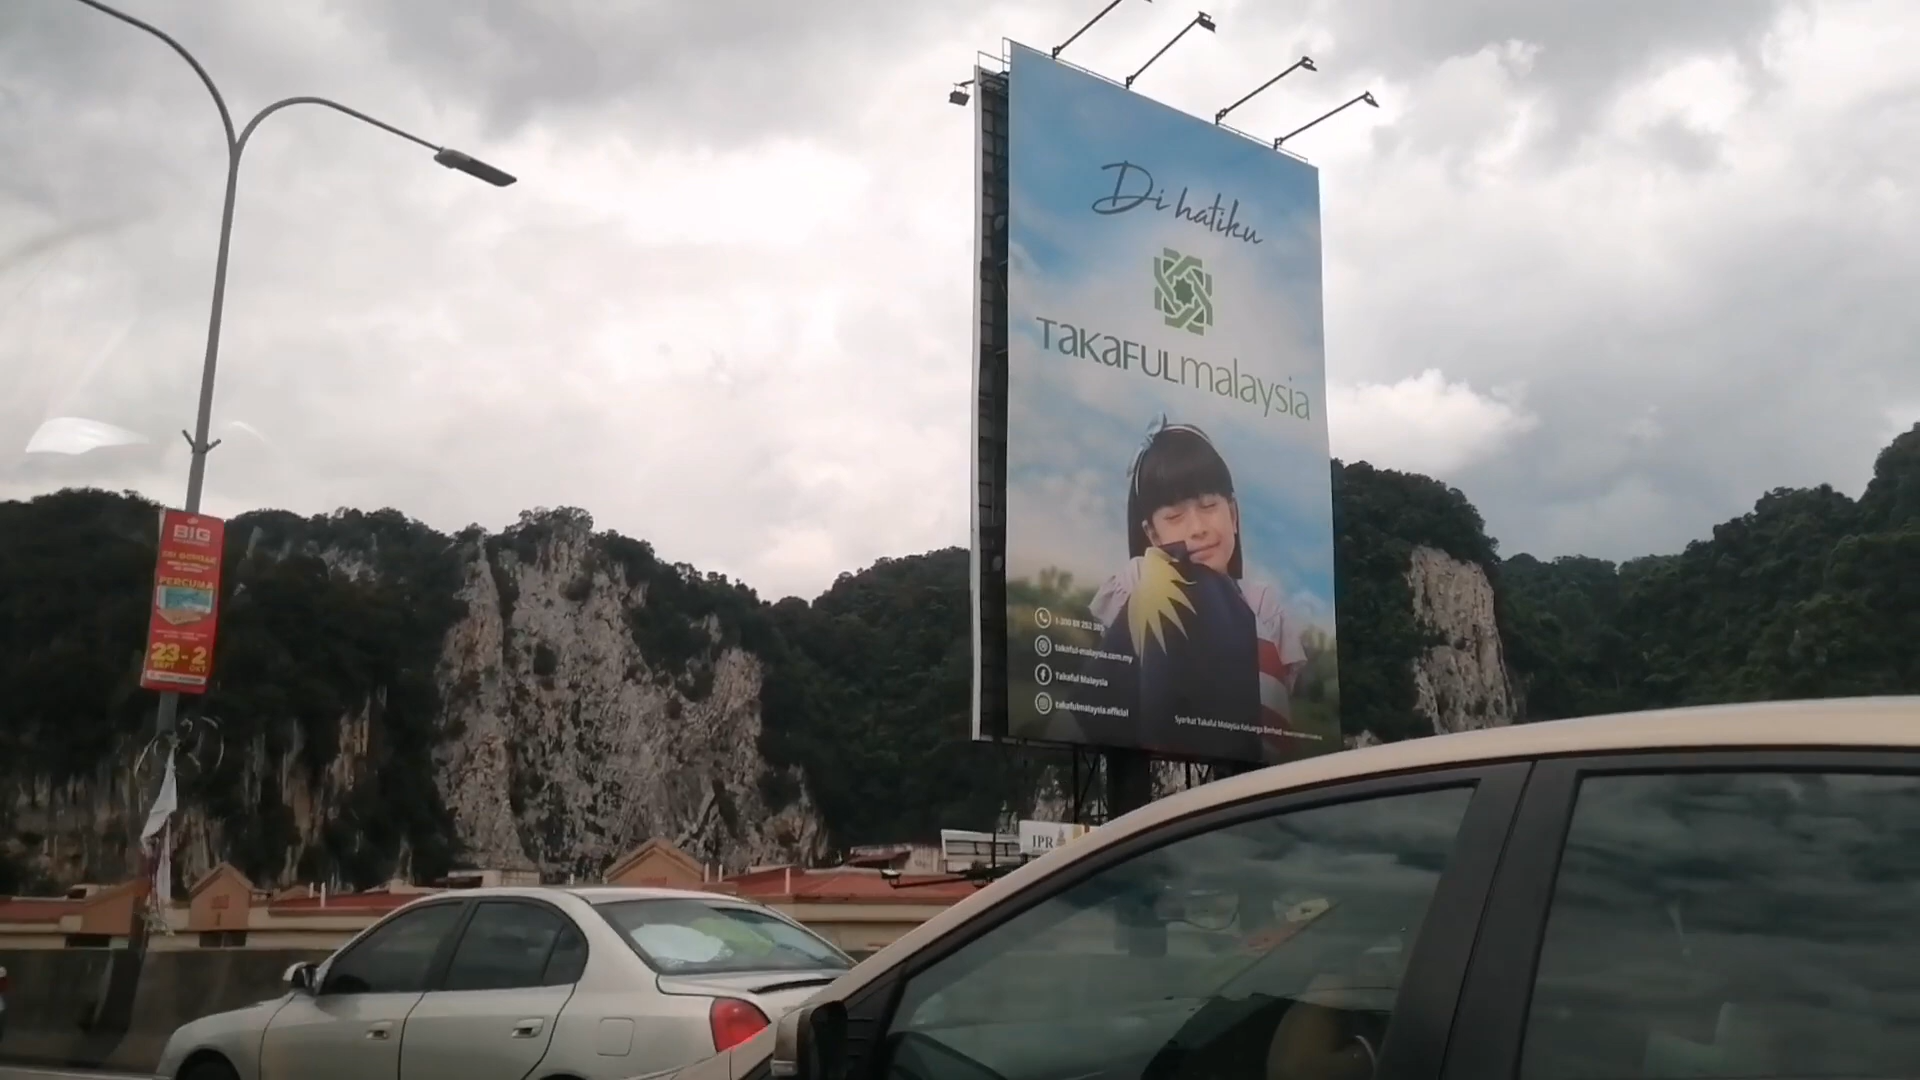 Di hatiku
TaKaFULmalaysia
1-300 88 252 385
takaful-malaysia.com.my
Takaful Malaysia
takafulmalaysia.official
Syarikat Takaful Malaysia Keluarga Berhad
BIG
PERCUMA
23 - 2
SEPT OKT
IPR